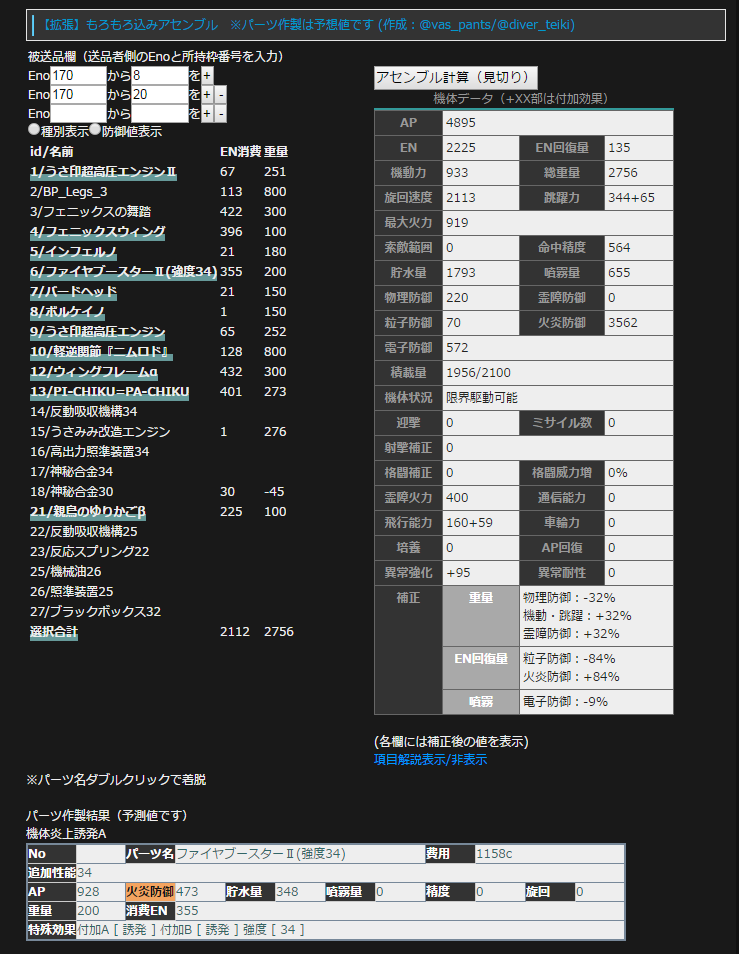 【拡張】もろもろ込みアセンブル　※パーツ作製は予想値です (作成：@vas_pants/@diver_teiki)
被送品欄（送品者側のEnoと所持枠番号を入力）
Eno170から8を+
Eno170から20を+-
Enoからを+-
種別表示 防御値表示
id/名前 EN消費 重量
1/うさ印超高圧エンジンⅡ 67 251
2/BP_Legs_3 113 800
3/フェニックスの舞踏 422 300
4/フェニックスウィング 396 100
5/インフェルノ 21 180
6/ファイヤブースターⅡ(強度34) 355 200
7/バードヘッド 21 150
8/ボルケイノ 1 150
9/うさ印超高圧エンジン 65 252
10/軽逆関節『ニムロド』 128 800
12/ウィングフレームα 432 300
13/PI-CHIKU=PA-CHIKU 401 273
14/反動吸収機構34
15/うさみみ改造エンジン 1 276
16/高出力照準装置34
17/神秘合金34
18/神秘合金30 30 -45
21/親鳥のゆりかごβ 225 100
22/反動吸収機構25
23/反応スプリング22
25/機械油26
26/照準装置25
27/ブラックボックス32
選択合計 2112 2756
アセンブル計算（見切り）
機体データ（+XX部は付加効果）
AP 4895
EN 2225 EN回復量 135
機動力 933 総重量 2756
旋回速度 2113 跳躍力 344+65
最大火力 919
索敵範囲 0 命中精度 564
貯水量 1793 噴霧量 655
物理防御 220 霊障防御 0
粒子防御 70 火炎防御 3562
電子防御 572
積載量 1956/2100
機体状況 限界駆動可能
迎撃 0 ミサイル数 0
射撃補正 0
格闘補正 0 格闘威力増 0%
霊障火力 400 通信能力 0
飛行能力 160+59 車輪力 0
培養 0 AP回復 0
異常強化 +95 異常耐性 0
補正 重量 物理防御：-32%
機動・跳躍：+32%
霊障防御：+32%
EN回復量 粒子防御：-84%
火炎防御：+84%
噴霧 電子防御：-9%
(各欄には補正後の値を表示)
項目解説表示/非表示
※パーツ名ダブルクリックで着脱
パーツ作製結果（予測値です）
機体炎上誘発A
No パーツ名 ファイヤブースターⅡ(強度34) 費用 1158c
追加性能 34
AP 928 火炎防御 473 貯水量 348 噴霧量 0 精度 0 旋回 0
重量 200 消費EN 355
特殊効果 付加A [ 誘発 ] 付加B [ 誘発 ] 強度 [ 34 ]